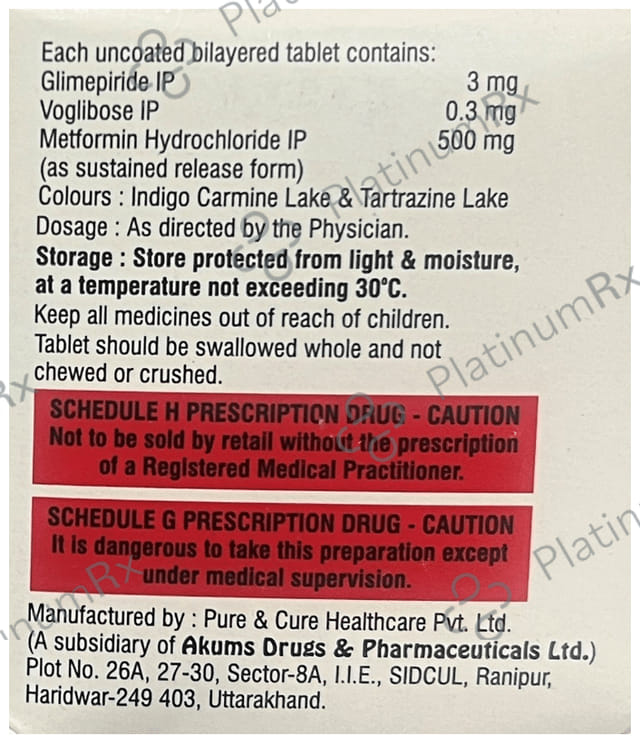 Each uncoated bilayered tablet contains:
Glimepiride IP 3 mg
Voglibose IP 0.3 mg
Metformin Hydrochloride IP 500 mg
(as sustained release form)
Colours : Indigo Carmine Lake & Tartrazine Lake
Dosage : As directed by the Physician.
Storage : Store protected from light & moisture,
at a temperature not exceeding 30°C.
Keep all medicines out of reach of children.
Tablet should be swallowed whole and not
chewed or crushed.
SCHEDULE H PRESCRIPTION DRUG - CAUTION
Not to be sold by retail without the prescription
of a Registered Medical Practitioner.
SCHEDULE G PRESCRIPTION DRUG - CAUTION
It is dangerous to take this preparation except
under medical supervision.
Manufactured by : Pure & Cure Healthcare Pvt. Ltd.
(A subsidiary of Akums Drugs & Pharmaceuticals Ltd.)
Plot No. 26A, 27-30, Sector-8A, I.I.E., SIDCUL, Ranipur,
Haridwar-249 403, Uttarakhand.
PlatinumRx
PlatinumRx